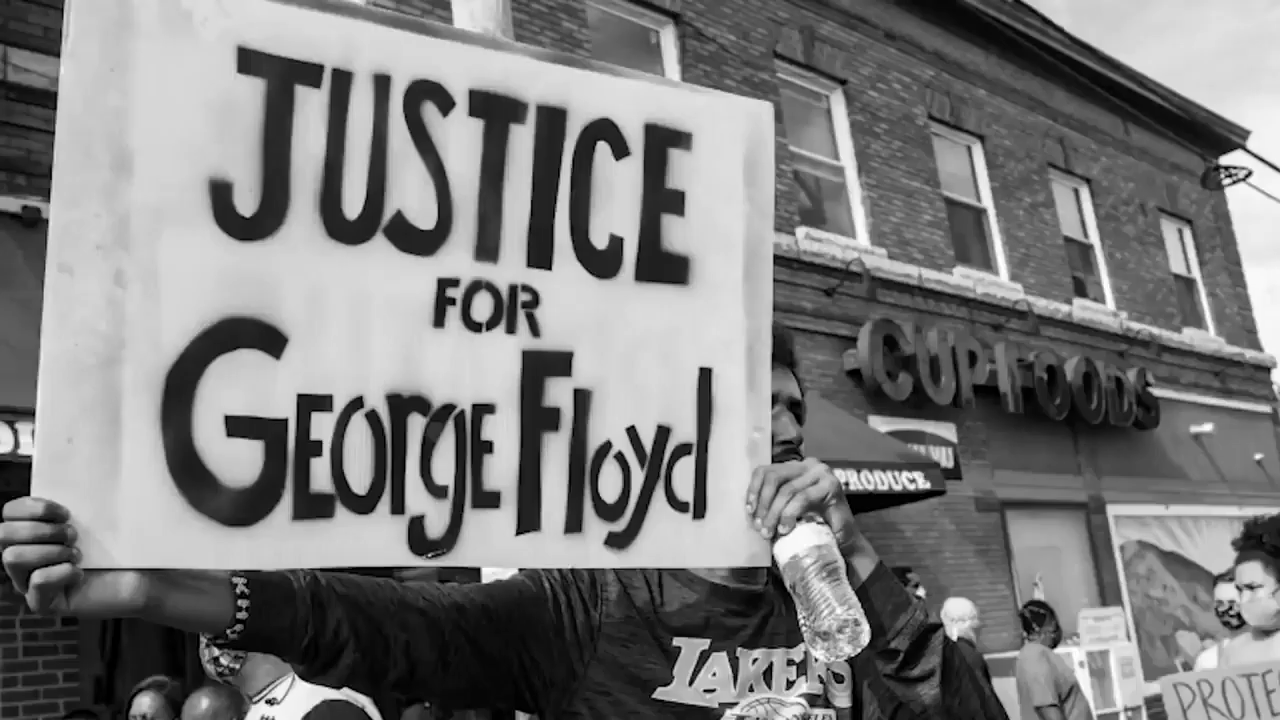 JUSTICE
FOR
GEorgE Floyd
CUP FOODS
PRODUCE
LAKERS
PROTE